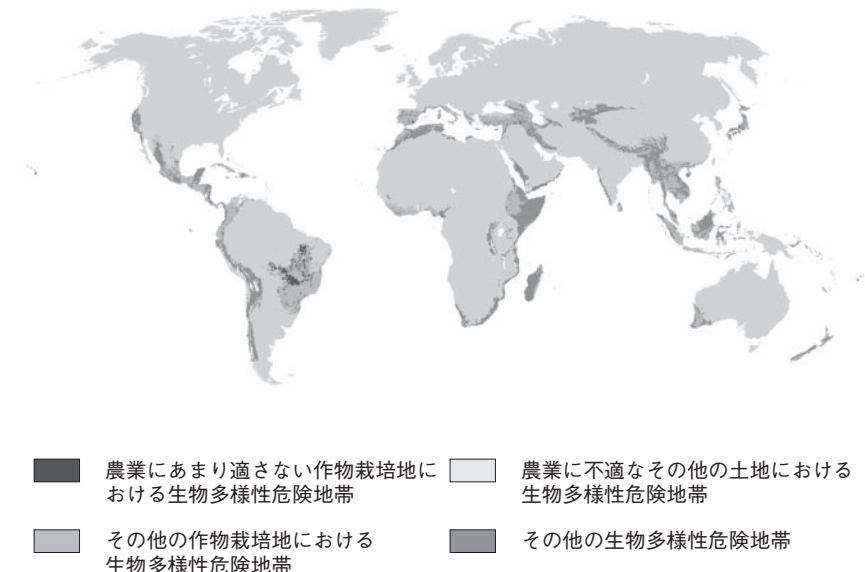 農業にあまり適さない作物栽培地に
おける生物多様性危険地帯
農業に不適なその他の土地における
生物多様性危険地帯
その他の作物栽培地における
生物多様性危険地帯
その他の生物多様性危険地帯